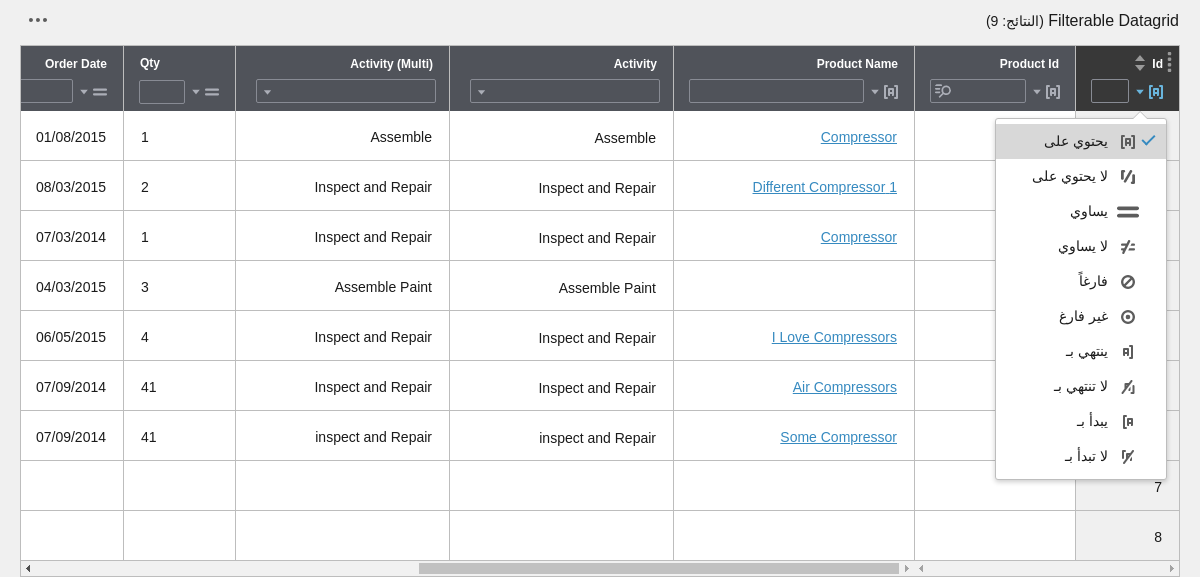 Filterable Datagrid (النتائج: 9)
Id
Product Id
Product Name
Activity
Activity (Multi)
Qty
Order Date
Compressor Assemble Assemble 1 01/08/2015
Different Compressor 1 Inspect and Repair Inspect and Repair 2 08/03/2015
Compressor Inspect and Repair Inspect and Repair 1 07/03/2014
Assemble Paint Assemble Paint 3 04/03/2015
I Love Compressors Inspect and Repair Inspect and Repair 4 06/05/2015
Air Compressors Inspect and Repair Inspect and Repair 41 07/09/2014
Some Compressor inspect and Repair inspect and Repair 41 07/09/2014
7
8
يحتوي على
لا يحتوي على
يساوي
لا يساوي
فارغاً
غير فارغ
ينتهي بـ
لا تنتهي بـ
يبدأ بـ
لا تبدأ بـ